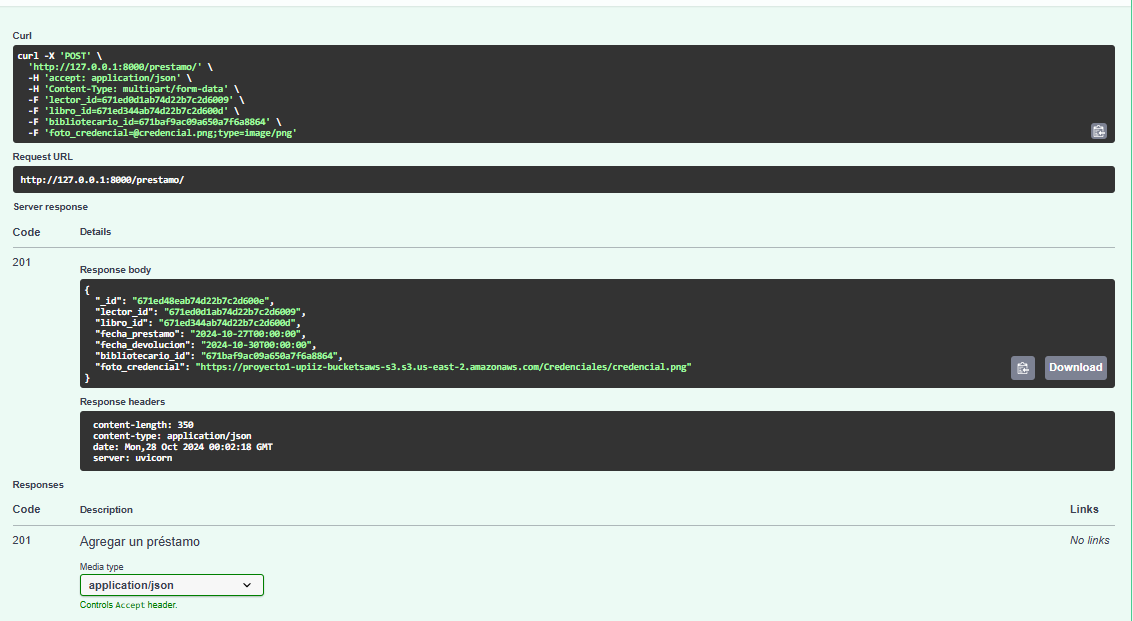 Curl
curl -X 'POST' \
'http://127.0.0.1:8000/prestamo/' \
-H 'accept: application/json' \
-H 'Content-Type: multipart/form-data' \
-F 'lector_id=671ed0d1ab74d22b7c2d6009' \
-F 'libro_id=671ed344ab74d22b7c2d600d' \
-F 'bibliotecario_id=671baf9ac09a650a7f6a8864' \
-F 'foto_credencial=@credencial.png;type=image/png'
Request URL
http://127.0.0.1:8000/prestamo/
Server response
Code Details
201
Response body
{
"_id": "671ed48eab74d22b7c2d600e",
"lector_id": "671ed0d1ab74d22b7c2d6009",
"libro_id": "671ed344ab74d22b7c2d600d",
"fecha_prestamo": "2024-10-27T00:00:00",
"fecha_devolucion": "2024-10-30T00:00:00",
"bibliotecario_id": "671baf9ac09a650a7f6a8864",
"foto_credencial": "https://proyecto1-upiiz-bucketsaws-s3.s3.us-east-2.amazonaws.com/Credenciales/credencial.png"
}
Download
Response headers
content-length: 350
content-type: application/json
date: Mon,28 Oct 2024 00:02:18 GMT
server: uvicorn
Responses
Code Description Links
201 Agregar un préstamo No links
Media type
application/json
Controls Accept header.